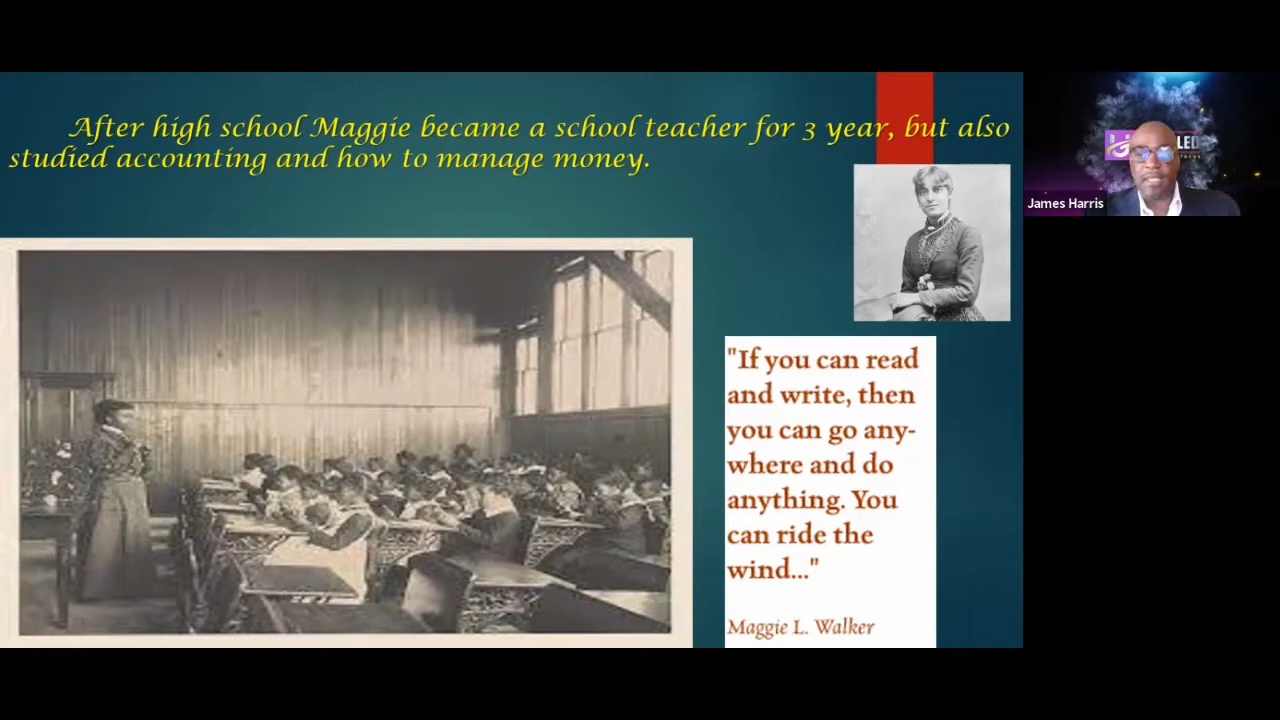 After high school Maggie became a school teacher for 3 year, but also
studied accounting and how to manage money.
LED
James Harris
"If you can read
and write, then
you can go any-
where and do
anything. You
can ride the
wind..."
Maggie L. Walker